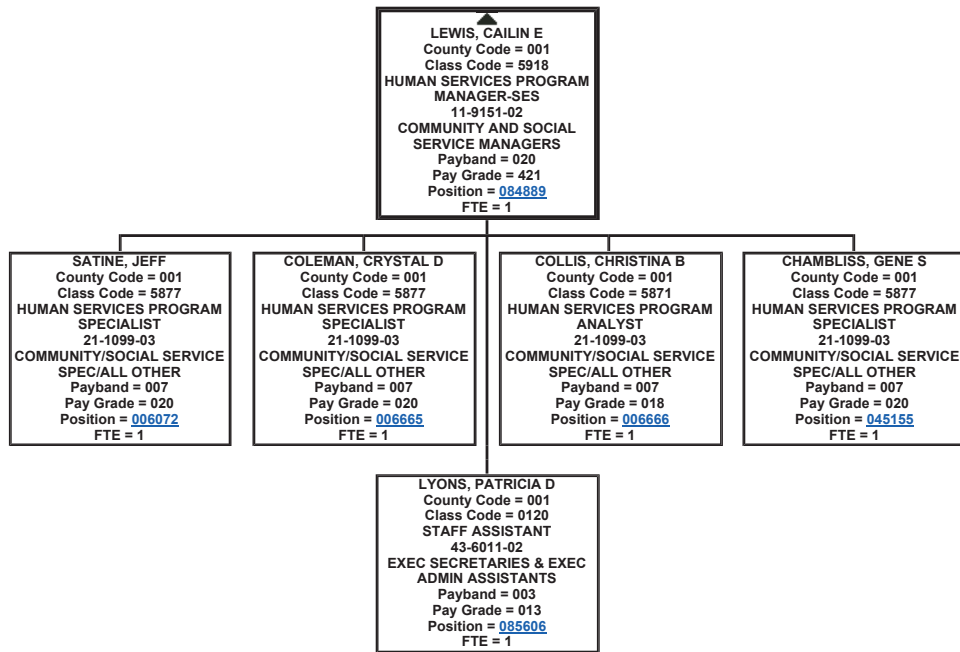 LEWIS, CAILIN E
County Code = 001
Class Code = 5918
HUMAN SERVICES PROGRAM
MANAGER-SES
11-9151-02
COMMUNITY AND SOCIAL
SERVICE MANAGERS
Payband = 020
Pay Grade = 421
Position = 084889
FTE = 1
SATINE, JEFF
County Code = 001
Class Code = 5877
HUMAN SERVICES PROGRAM
SPECIALIST
21-1099-03
COMMUNITY/SOCIAL SERVICE
SPEC/ALL OTHER
Payband = 007
Pay Grade = 020
Position = 006072
FTE = 1
COLEMAN, CRYSTAL D
County Code = 001
Class Code = 5877
HUMAN SERVICES PROGRAM
SPECIALIST
21-1099-03
COMMUNITY/SOCIAL SERVICE
SPEC/ALL OTHER
Payband = 007
Pay Grade = 020
Position = 006665
FTE = 1
COLLIS, CHRISTINA B
County Code = 001
Class Code = 5871
HUMAN SERVICES PROGRAM
ANALYST
21-1099-03
COMMUNITY/SOCIAL SERVICE
SPEC/ALL OTHER
Payband = 007
Pay Grade = 018
Position = 006666
FTE = 1
CHAMBLISS, GENE S
County Code = 001
Class Code = 5877
HUMAN SERVICES PROGRAM
SPECIALIST
21-1099-03
COMMUNITY/SOCIAL SERVICE
SPEC/ALL OTHER
Payband = 007
Pay Grade = 020
Position = 045155
FTE = 1
LYONS, PATRICIA D
County Code = 001
Class Code = 0120
STAFF ASSISTANT
43-6011-02
EXEC SECRETARIES & EXEC
ADMIN ASSISTANTS
Payband = 003
Pay Grade = 013
Position = 085606
FTE = 1